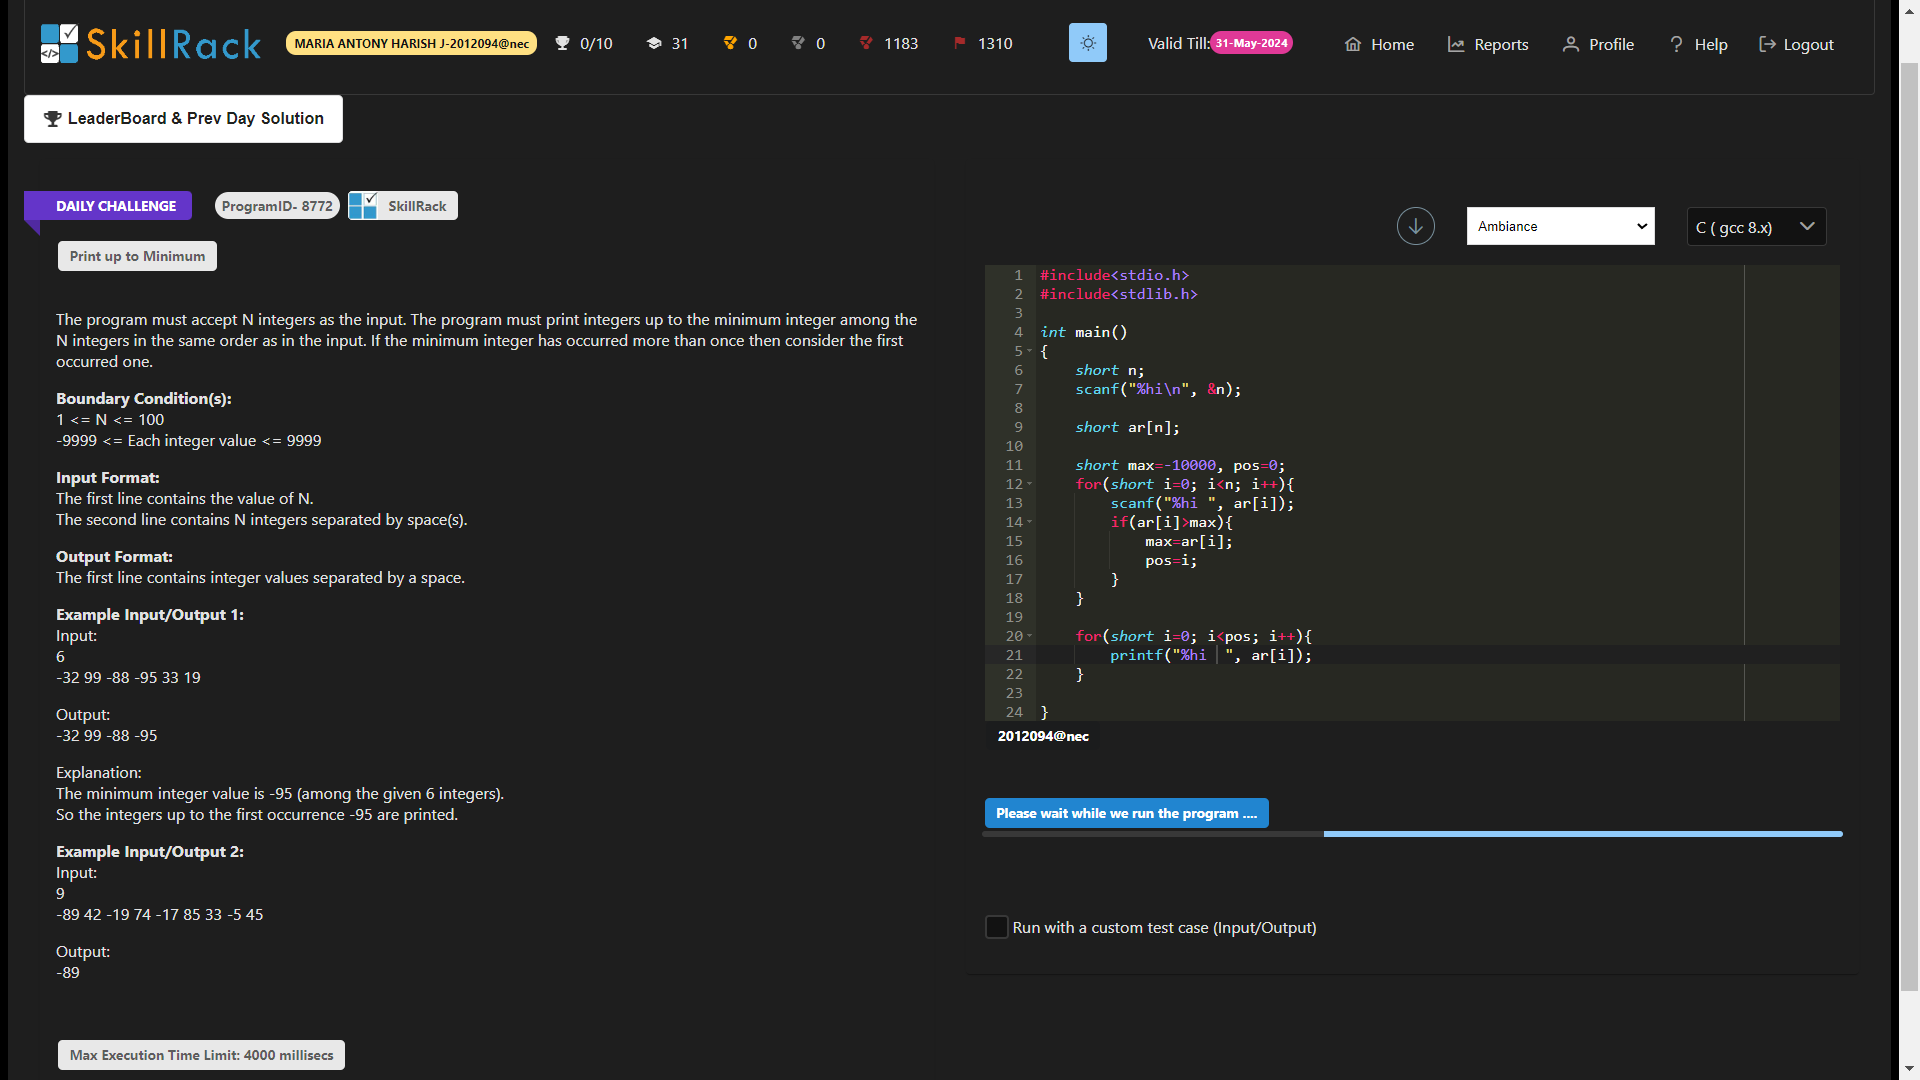 SkillRack
MARIA ANTONY HARISH J-2012094@nec
0/10
31
0
0
1183
1310
Valid Till: 31-May-2024
Home
Reports
Profile
Help
Logout
LeaderBoard & Prev Day Solution
DAILY CHALLENGE
ProgramID- 8772
SkillRack
Ambiance
C ( gcc 8.x)
Print up to Minimum
The program must accept N integers as the input. The program must print integers up to the minimum integer among the
N integers in the same order as in the input. If the minimum integer has occurred more than once then consider the first
occurred one.
Boundary Condition(s):
1 <= N <= 100
-9999 <= Each integer value <= 9999
Input Format:
The first line contains the value of N.
The second line contains N integers separated by space(s).
Output Format:
The first line contains integer values separated by a space.
Example Input/Output 1:
Input:
6
-32 99 -88 -95 33 19
Output:
-32 99 -88 -95
Explanation:
The minimum integer value is -95 (among the given 6 integers).
So the integers up to the first occurrence -95 are printed.
Example Input/Output 2:
Input:
9
-89 42 -19 74 -17 85 33 -5 45
Output:
-89
Max Execution Time Limit: 4000 millisecs
1 #include<stdio.h>
2 #include<stdlib.h>
3
4 int main()
5 {
6 short n;
7 scanf("%hi\n", &n);
8
9 short ar[n];
10
11 short max=-10000, pos=0;
12 for(short i=0; i<n; i++){
13 scanf("%hi ", ar[i]);
14 if(ar[i]>max){
15 max=ar[i];
16 pos=i;
17 }
18 }
19
20 for(short i=0; i<pos; i++){
21 printf("%hi  ", ar[i]);
22 }
23
24 }
2012094@nec
Please wait while we run the program ....
Run with a custom test case (Input/Output)